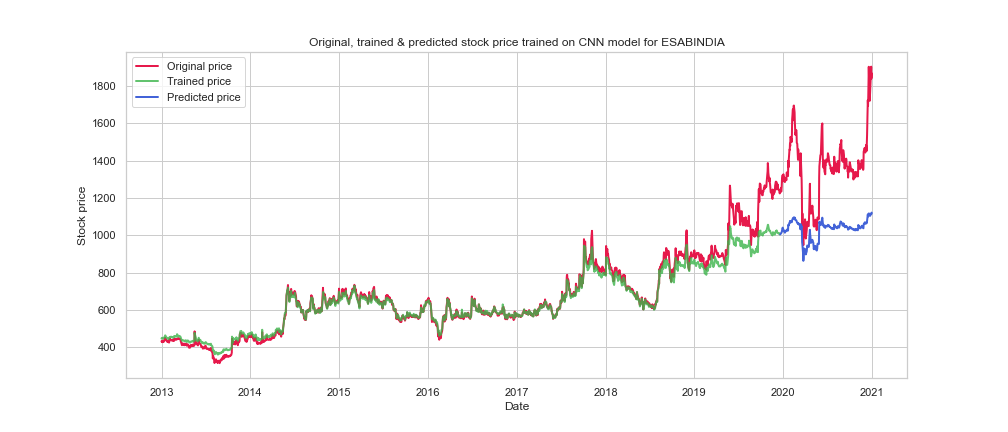 Original, trained & predicted stock price trained on CNN model for ESABINDIA
Original price
Trained price
Predicted price
Stock price
1800
1600
1400
1200
1000
800
600
400
2013 2014 2015 2016 2017 2018 2019 2020 2021
Date